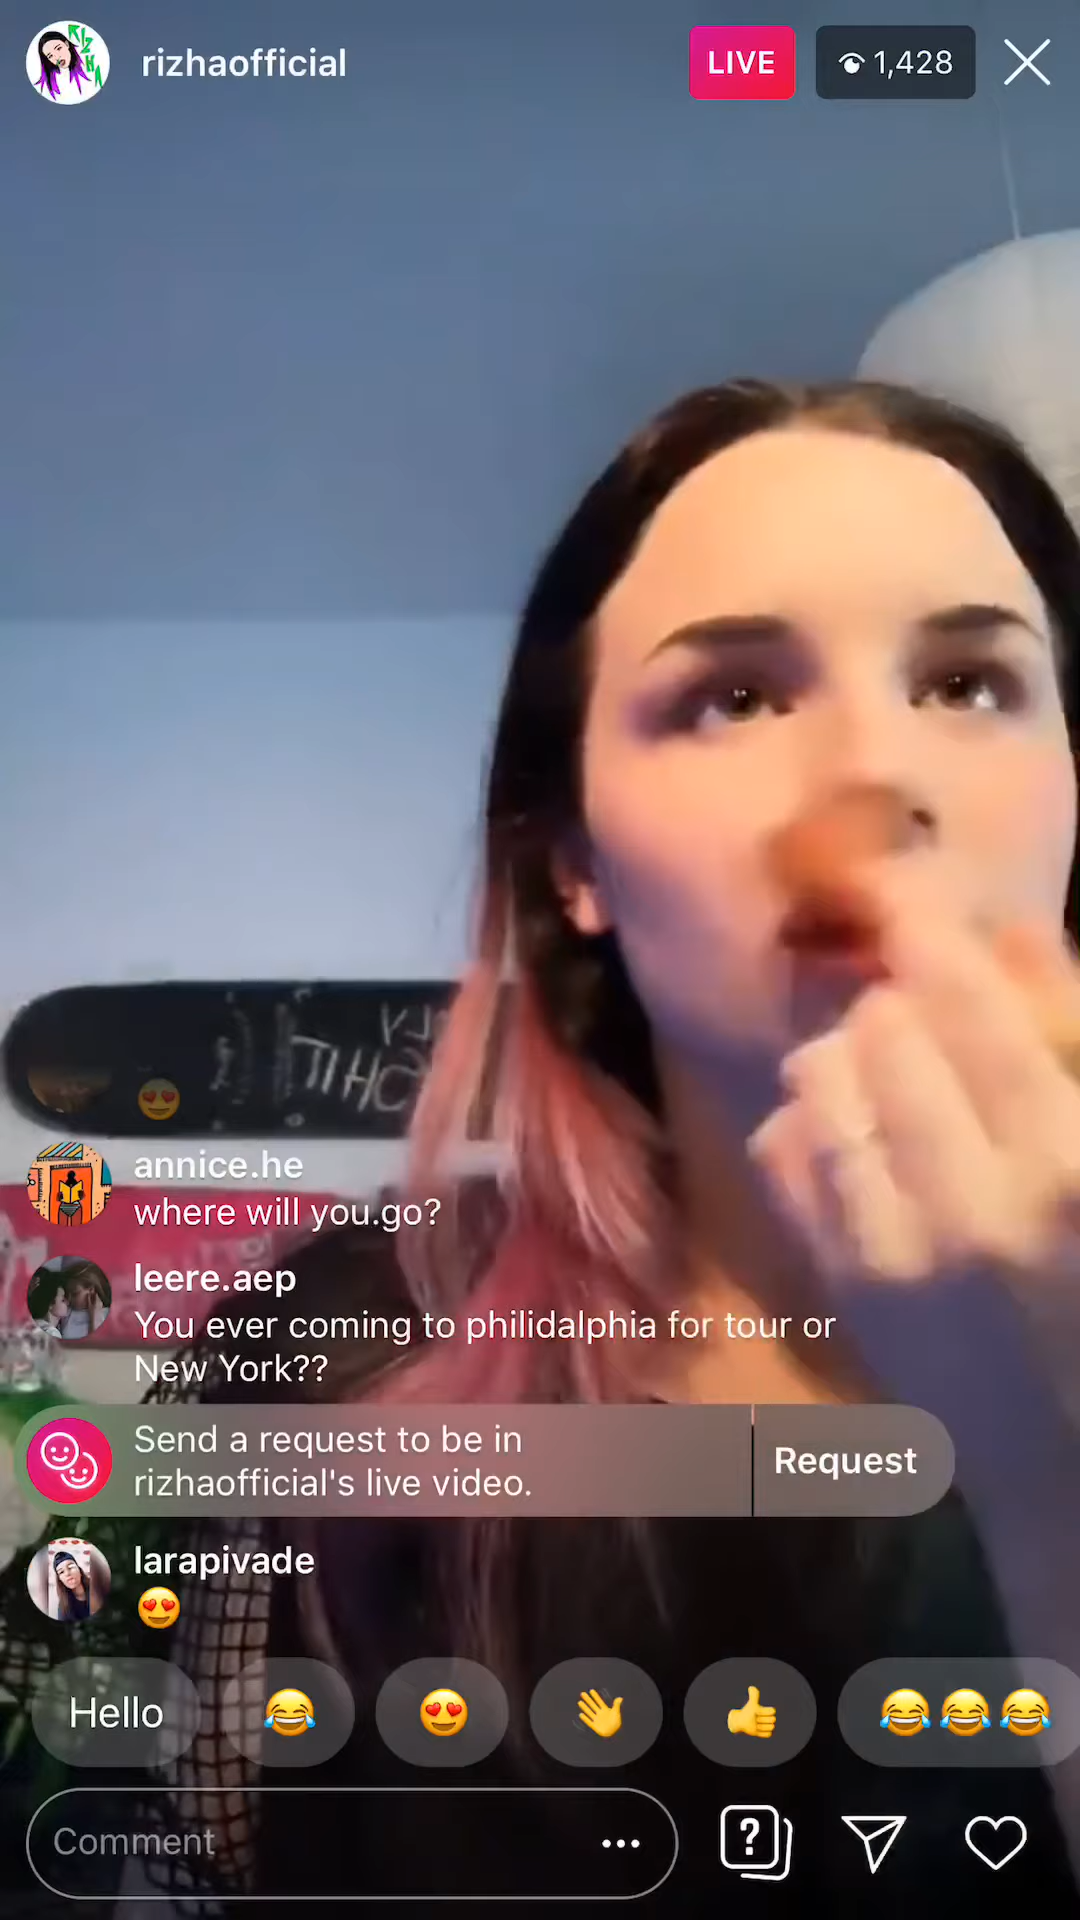 RIZHA
rizhaofficial
LIVE
1,428
😍
annice.he
where will you.go?
leere.aep
You ever coming to philidalphia for tour or
New York??
Send a request to be in
rizhaofficial's live video.
Request
larapivade
😍
Hello
😂
😍
👋
👍
😂😂😂
Comment